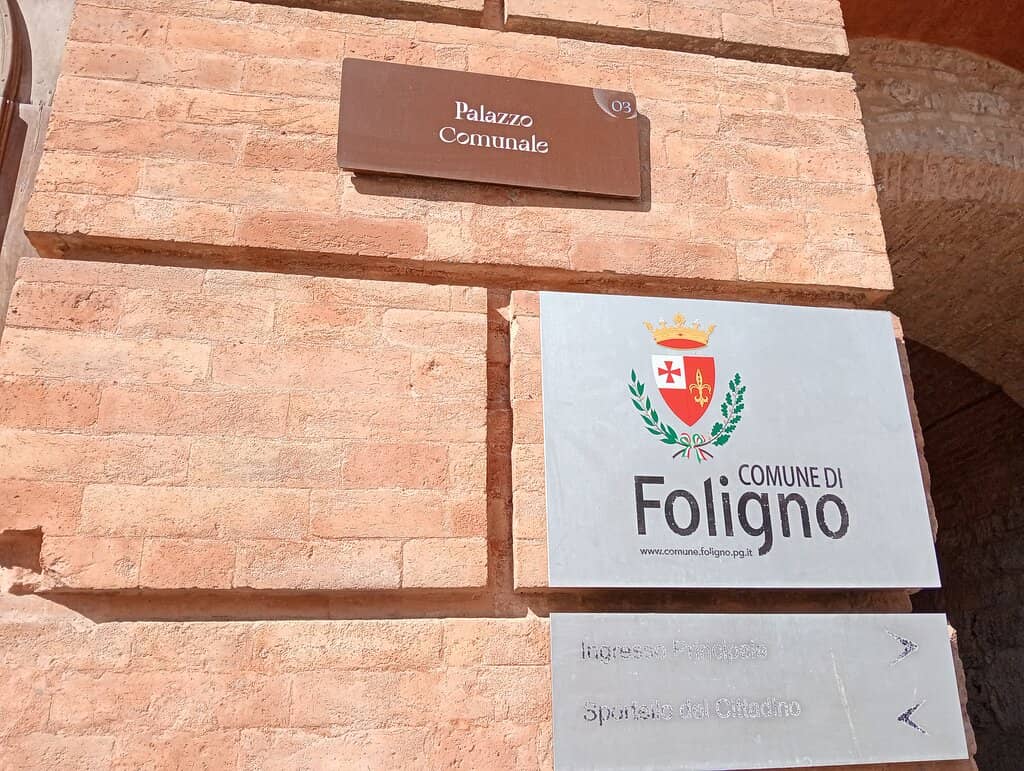 Palazzo
Comunale
03
COMUNE DI
Foligno
www.comune.foligno.pg.it
Ingresso Principale
Sportello del Cittadino